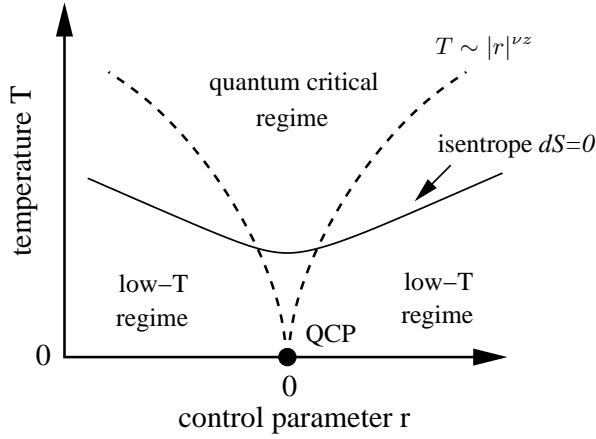 T ∼ |r|^{νz}
quantum critical
regime
isentrope dS=0
temperature T
low−T
regime
low−T
regime
QCP
0
0
control parameter r